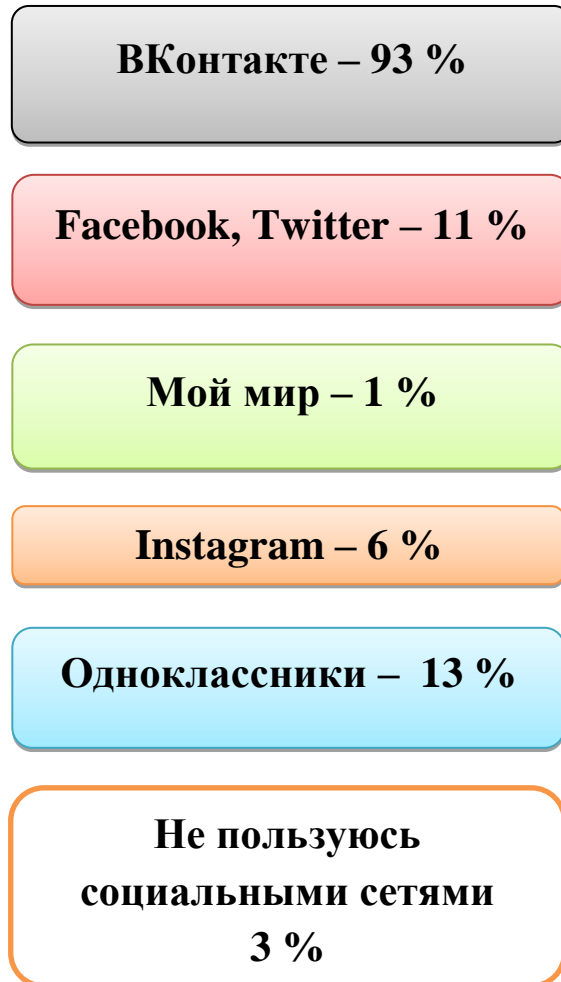 ВКонтакте – 93 %
Facebook, Twitter – 11 %
Мой мир – 1 %
Instagram – 6 %
Одноклассники – 13 %
Не пользуюсь
социальными сетями
3 %